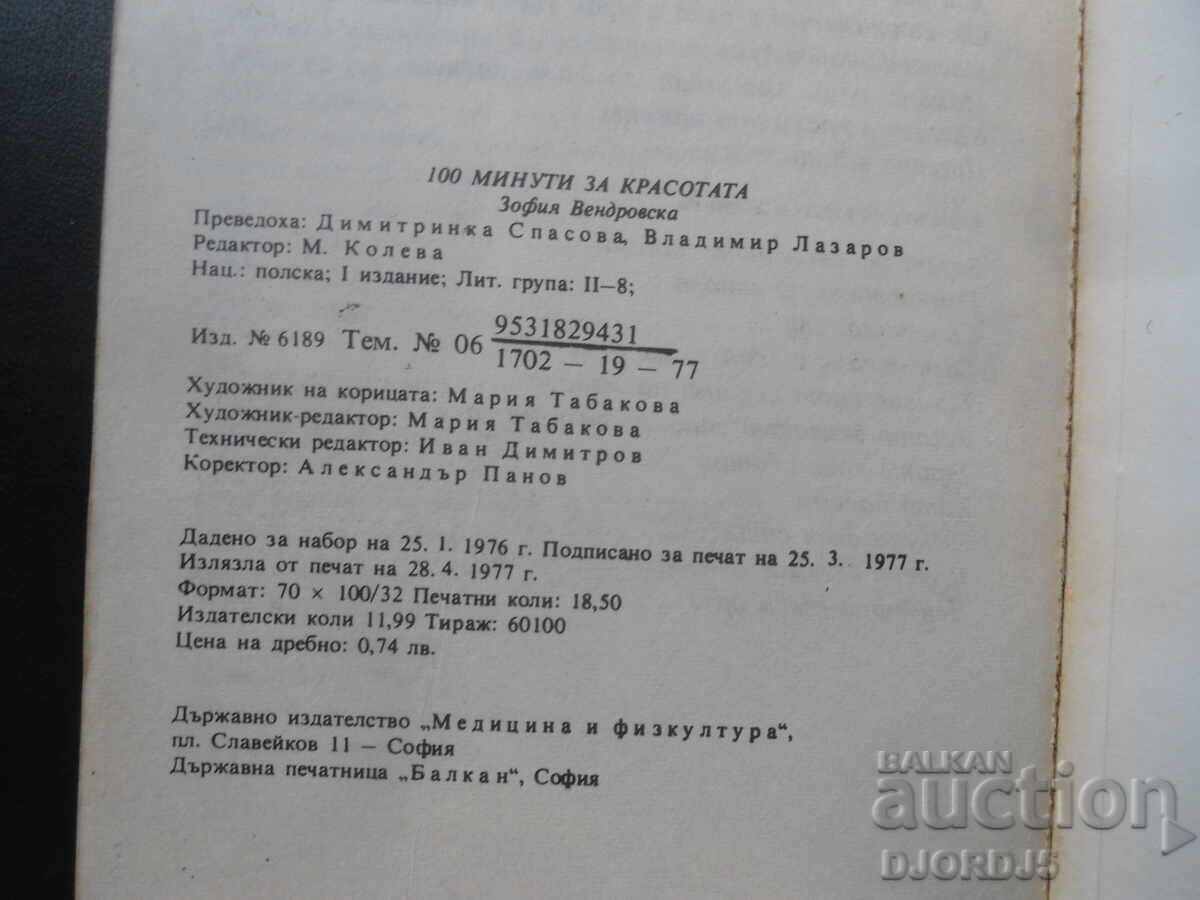 100 МИНУТИ ЗА КРАСОТАТА
Зофия Вендровска
Преведоха: Димитринка Спасова, Владимир Лазаров
Редактор: М. Колева
Нац.: полска; I издание; Лит. група: II—8;
Изд. № 6189 Тем. № 06 9531829431
1702 — 19 — 77
Художник на корицата: Мария Табакова
Художник-редактор: Мария Табакова
Технически редактор: Иван Димитров
Коректор: Александър Панов
Дадено за набор на 25. 1. 1976 г. Подписано за печат на 25. 3. 1977 г.
Излязла от печат на 28. 4. 1977 г.
Формат: 70 × 100/32 Печатни коли: 18,50
Издателски коли 11,99 Тираж: 60100
Цена на дребно: 0,74 лв.
Държавно издателство „Медицина и физкултура“,
пл. Славейков 11 — София
Държавна печатница „Балкан“, София
BALKAN
auction
DJORDJ5